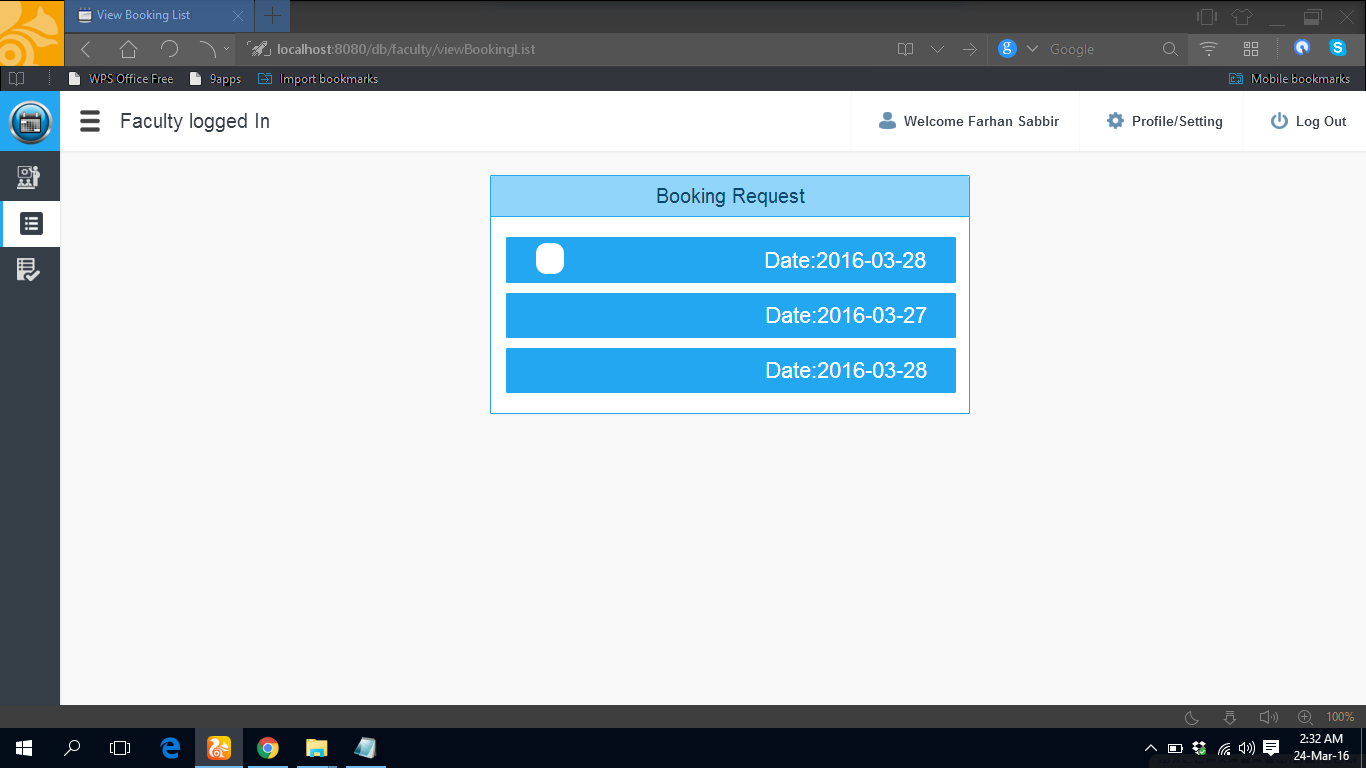 View Booking List
localhost:8080/db/faculty/viewBookingList
g
Google
S
WPS Office Free
9apps
Import bookmarks
Mobile bookmarks
Faculty logged In
Welcome Farhan Sabbir
Profile/Setting
Log Out
Booking Request
Date:2016-03-28
Date:2016-03-27
Date:2016-03-28
100%
2:32 AM
24-Mar-16